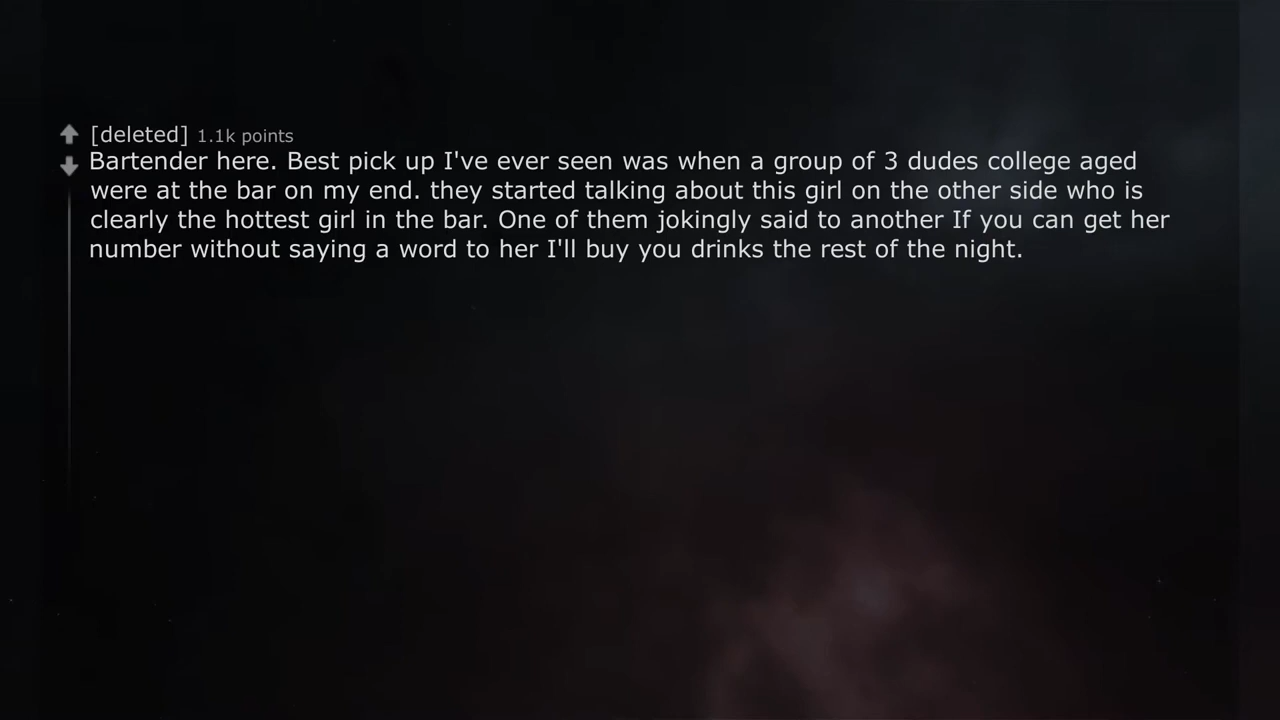 [deleted] 1.1k points
Bartender here. Best pick up I've ever seen was when a group of 3 dudes college aged
were at the bar on my end. they started talking about this girl on the other side who is
clearly the hottest girl in the bar. One of them jokingly said to another If you can get her
number without saying a word to her I'll buy you drinks the rest of the night.